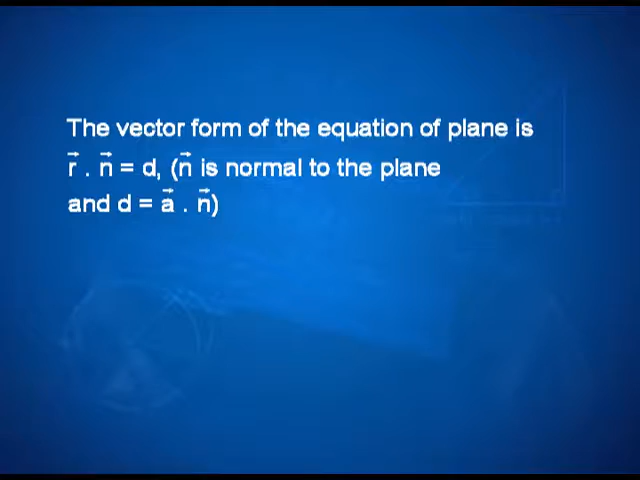 The vector form of the equation of plane is
r⃗ . n⃗ = d, (n⃗ is normal to the plane
and d = a⃗ . n⃗)